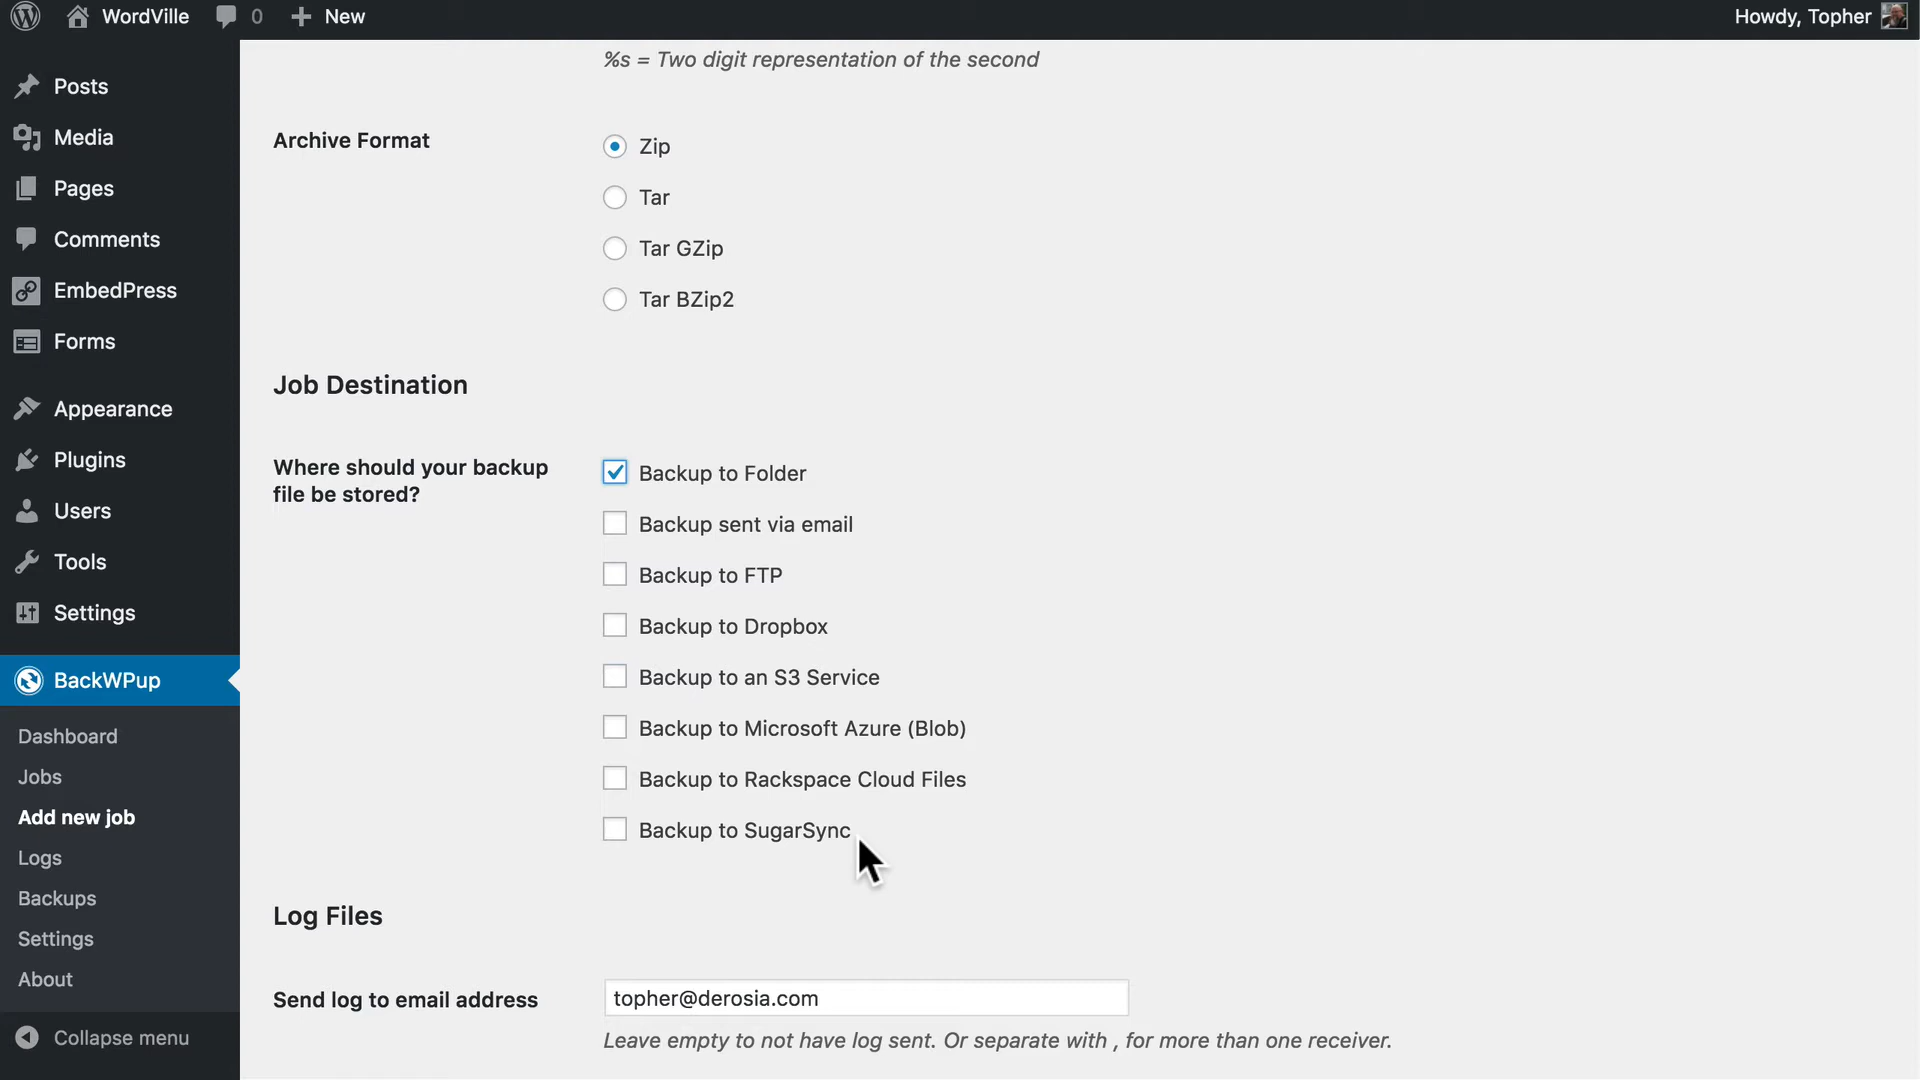 WordVille
0
New
Howdy, Topher
Posts
Media
Pages
Comments
EmbedPress
Forms
Appearance
Plugins
Users
Tools
Settings
BackWPup
Dashboard
Jobs
Add new job
Logs
Backups
Settings
About
Collapse menu
%s = Two digit representation of the second
Archive Format
Zip
Tar
Tar GZip
Tar BZip2
Job Destination
Where should your backup
file be stored?
Backup to Folder
Backup sent via email
Backup to FTP
Backup to Dropbox
Backup to an S3 Service
Backup to Microsoft Azure (Blob)
Backup to Rackspace Cloud Files
Backup to SugarSync
Log Files
Send log to email address
topher@derosia.com
Leave empty to not have log sent. Or separate with , for more than one receiver.